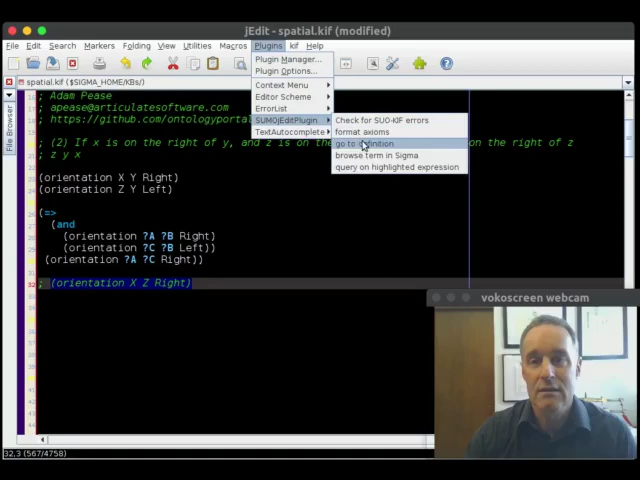 jEdit - spatial.kif (modified)
File Edit Search Markers Folding View Utilities Macros Plugins kif Help
Plugin Manager...
Plugin Options...
Context Menu
Editor Scheme
ErrorList
SUMOjEditPlugin
TextAutocomplete
Check for SUO-KIF errors
format axioms
go to definition
browse term in Sigma
query on highlighted expression
spatial.kif ($SIGMA_HOME/KBs/)
File Browser
; Adam Pease
; apease@articulatesoftware.com
; https://github.com/ontologyportal
; (2) If x is on the right of y, and z is on the right of z
; z y x
(orientation X Y Right)
(orientation Z Y Left)
(=>
(and
(orientation ?A ?B Right)
(orientation ?C ?B Left))
(orientation ?A ?C Right))
32 ; (orientation X Z Right)
vokoscreen webcam
32,3 (567/4758)